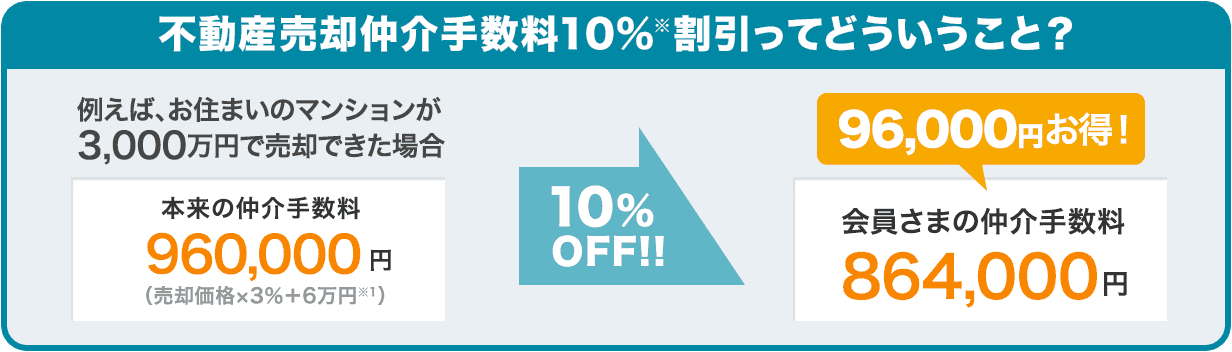 不動産売却仲介手数料10%※割引ってどういうこと？
例えば、お住まいのマンションが
3,000万円で売却できた場合
本来の仲介手数料
960,000円
（売却価格×3%＋6万円※1）
10%
OFF!!
96,000円お得！
会員さまの仲介手数料
864,000円